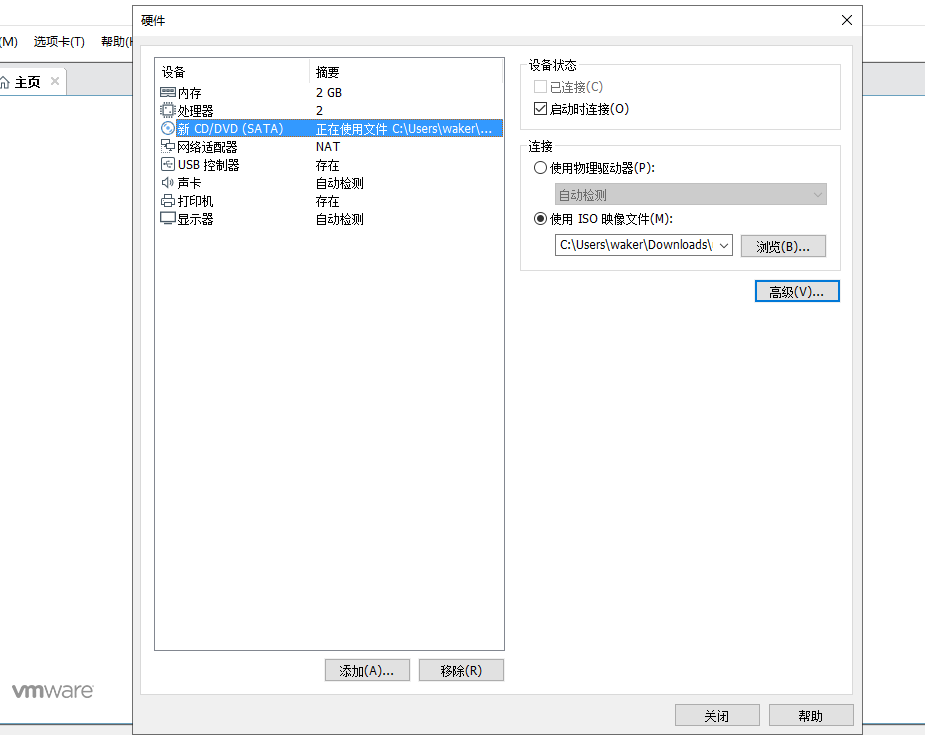 硬件
(M) 选项卡(T) 帮助(H
主页
设备 摘要
内存 2 GB
处理器 2
新 CD/DVD (SATA) 正在使用文件 C:\Users\waker\...
网络适配器 NAT
USB 控制器 存在
声卡 自动检测
打印机 存在
显示器 自动检测
添加(A)... 移除(R)
设备状态
已连接(C)
启动时连接(O)
连接
使用物理驱动器(P):
自动检测
使用 ISO 映像文件(M):
C:\Users\waker\Downloads\ 浏览(B)...
高级(V)...
vmware
关闭 帮助